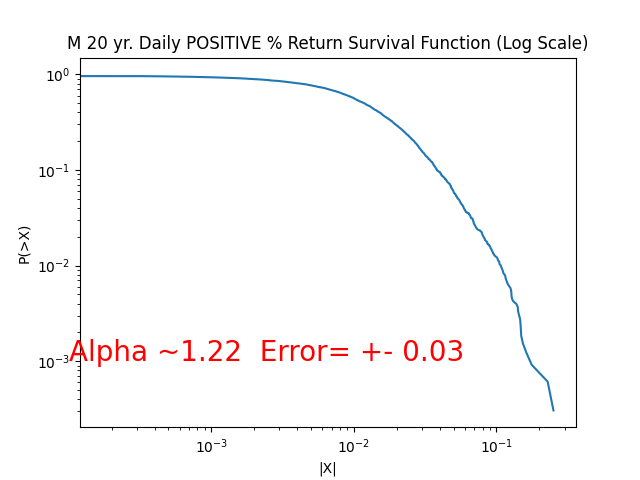 M 20 yr. Daily POSITIVE % Return Survival Function (Log Scale)
10^0
10^-1
10^-2
10^-3
P(>X)
Alpha ~1.22 Error= +- 0.03
10^-3
10^-2
10^-1
|X|